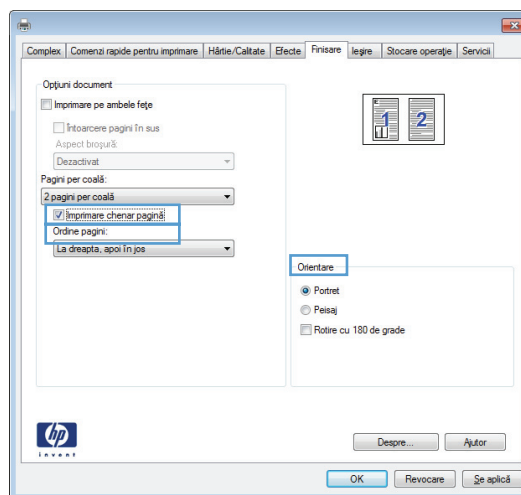 Complex Comenzi rapide pentru imprimare Hârtie/Calitate Efecte Finisare Ieşire Stocare operaţie Servicii
Opţiuni document
Imprimare pe ambele feţe
Întoarcere pagini în sus
Aspect broşură:
Dezactivat
Pagini per coală:
2 pagini per coală
Imprimare chenar pagină
Ordine pagini:
La dreapta, apoi în jos
1 2
Orientare
Portret
Peisaj
Rotire cu 180 de grade
hp
invent
Despre... Ajutor
OK Revocare Se aplică